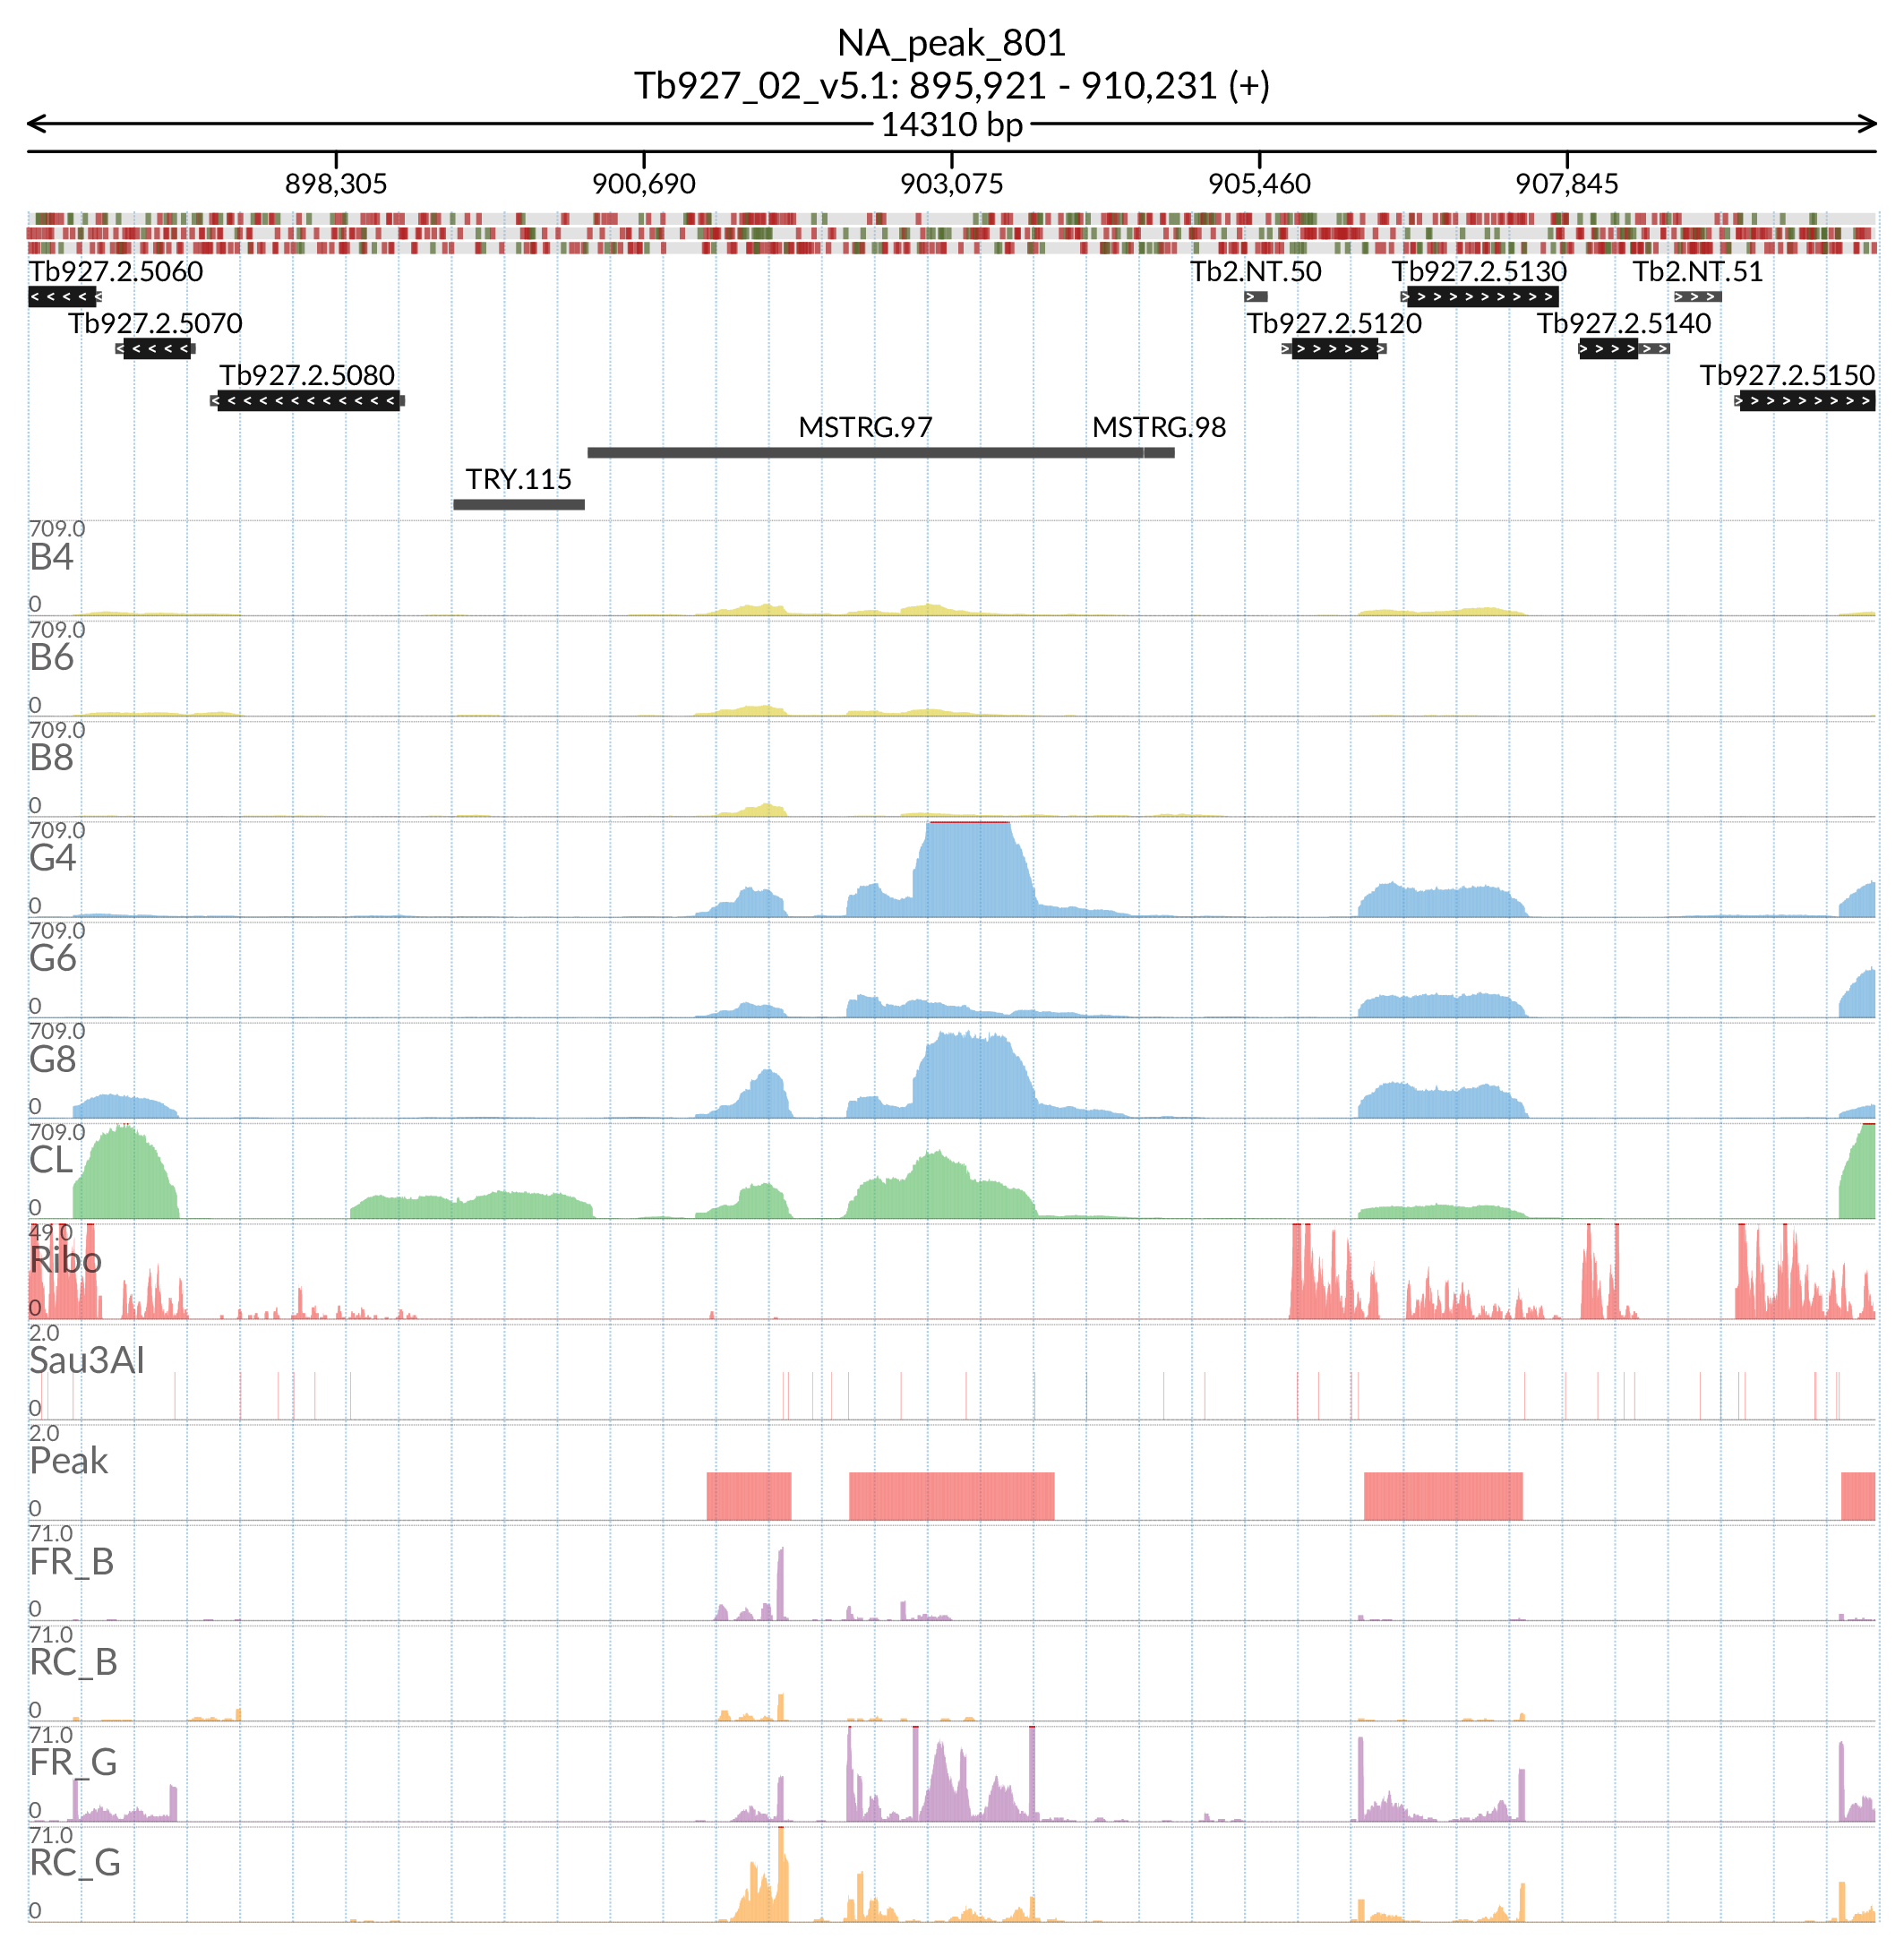 NA_peak_801
Tb927_02_v5.1: 895,921 - 910,231 (+)
14310 bp
898,305 900,690 903,075 905,460 907,845
Tb927.2.5060 Tb2.NT.50 Tb927.2.5130 Tb2.NT.51
Tb927.2.5070 Tb927.2.5120 Tb927.2.5140
Tb927.2.5080 Tb927.2.5150
MSTRG.97 MSTRG.98
TRY.115
709.0
B4
0
709.0
B6
0
709.0
B8
0
709.0
G4
0
709.0
G6
0
709.0
G8
0
709.0
CL
0
49.0
Ribo
0
2.0
Sau3AI
0
2.0
Peak
0
71.0
FR_B
0
71.0
RC_B
0
71.0
FR_G
0
71.0
RC_G
0